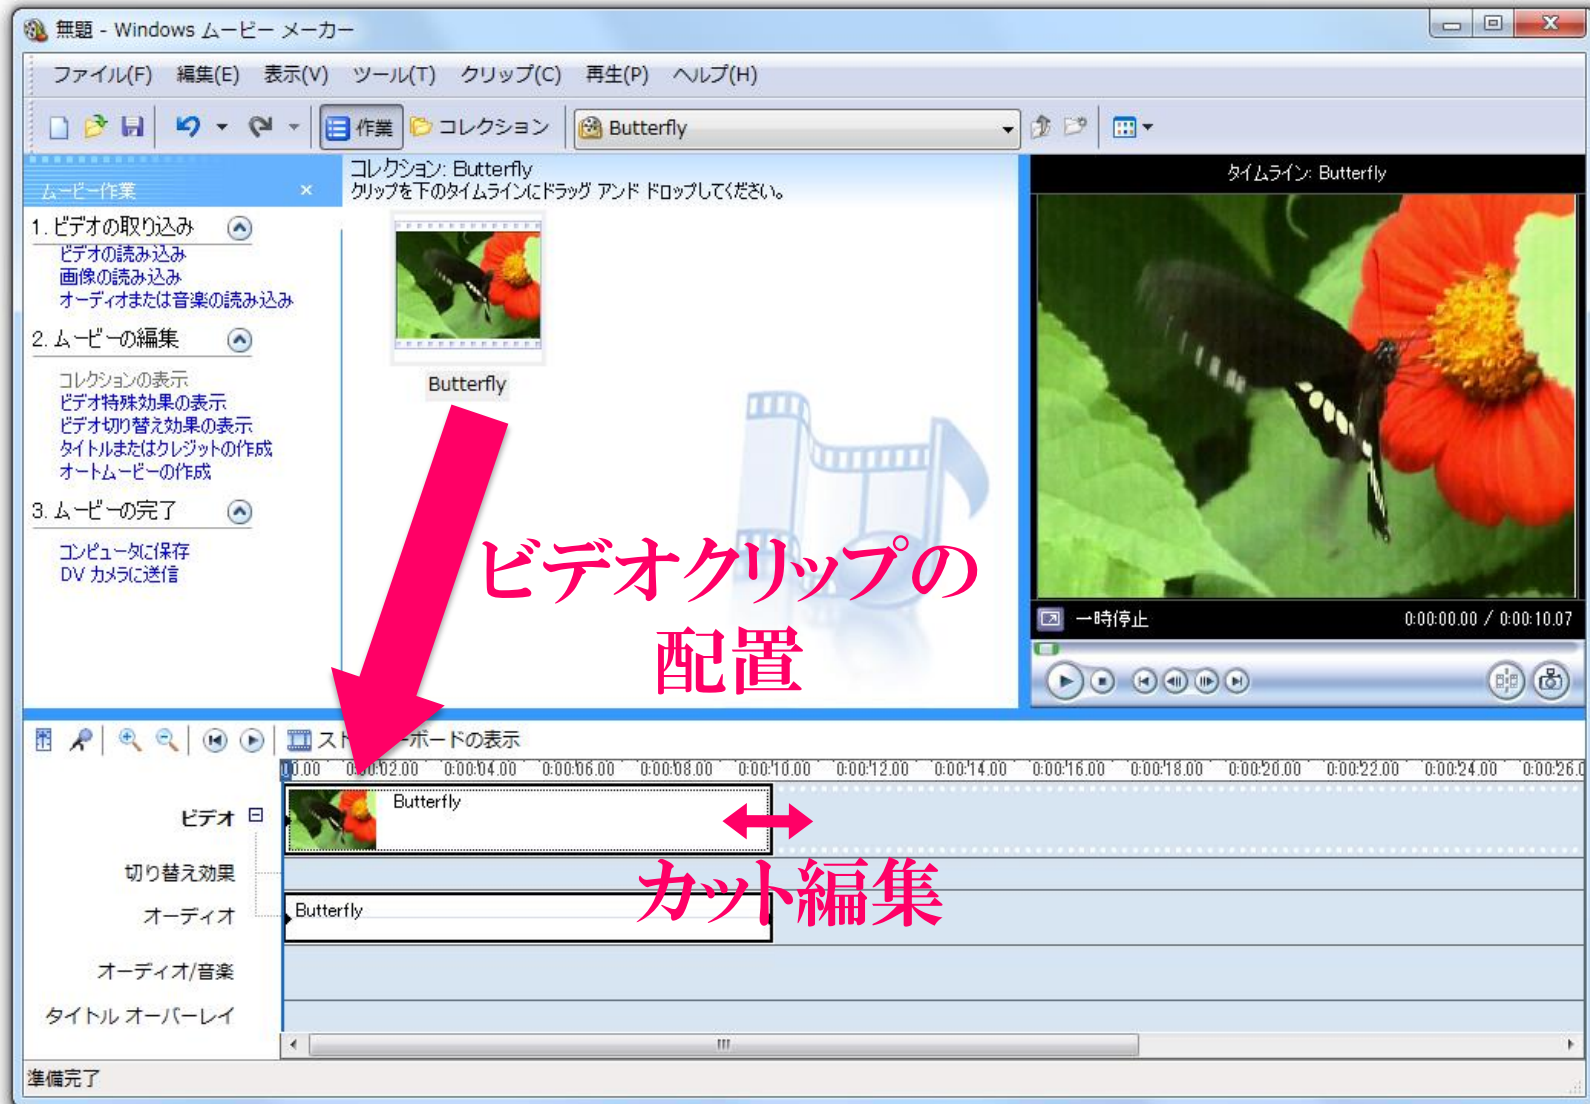 無題 - Windows ムービー メーカー
ファイル(F) 編集(E) 表示(V) ツール(T) クリップ(C) 再生(P) ヘルプ(H)
作業 コレクション Butterfly
ムービー作業
1. ビデオの取り込み
ビデオの読み込み
画像の読み込み
オーディオまたは音楽の読み込み
2. ムービーの編集
コレクションの表示
ビデオ特殊効果の表示
ビデオ切り替え効果の表示
タイトルまたはクレジットの作成
オートムービーの作成
3. ムービーの完了
コンピュータに保存
DV カメラに送信
コレクション: Butterfly
クリップを下のタイムラインにドラッグ アンド ドロップしてください。
Butterfly
ビデオクリップの
配置
タイムライン: Butterfly
一時停止 0:00:00.00 / 0:00:10.07
ボードの表示
0:00:04.00 0:00:06.00 0:00:08.00 0:00:10.00 0:00:12.00 0:00:14.00 0:00:16.00 0:00:18.00 0:00:20.00 0:00:22.00 0:00:24.00
ビデオ Butterfly
カット編集
切り替え効果
オーディオ Butterfly
オーディオ/音楽
タイトル オーバーレイ
準備完了